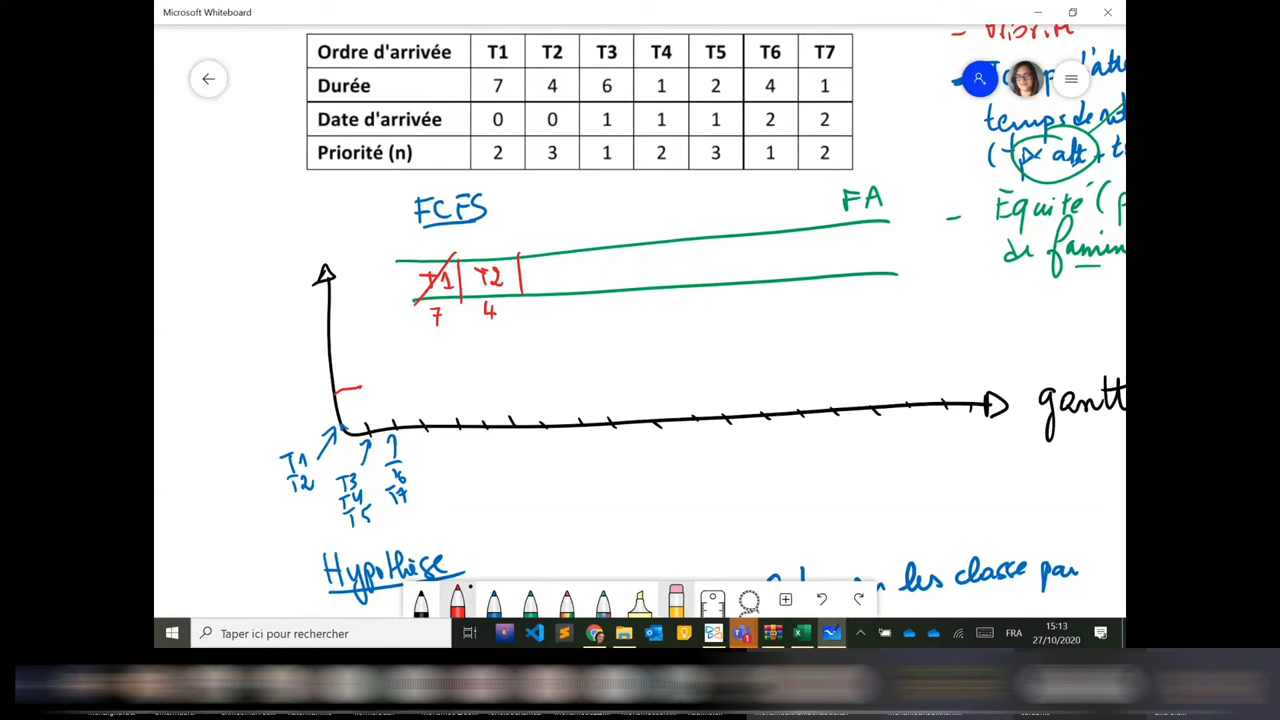 Microsoft Whiteboard
Ordre d'arrivée T1 T2 T3 T4 T5 T6 T7
Durée 7 4 6 1 2 4 1
Date d'arrivée 0 0 1 1 1 2 2
Priorité (n) 2 3 1 2 3 1 2
temps de
Équité (
de famin
FCFS
FA
T1 T2
7 4
gantt
T1
T2
T3
T4
T5
T7
Hypothèse
les classe par
Taper ici pour rechercher
FRA
15:13
27/10/2020